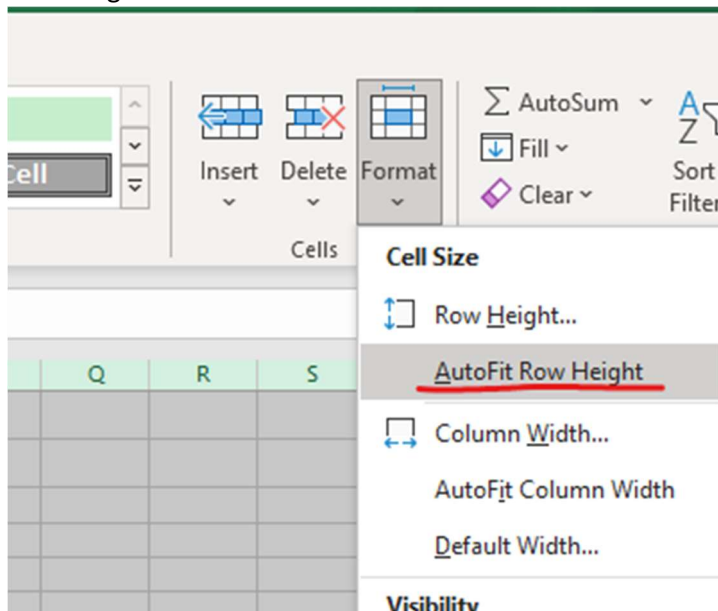 Cell
Insert
Delete
Format
Cells
AutoSum
Fill
Clear
Sort
Filter
Cell Size
Row Height...
AutoFit Row Height
Column Width...
AutoFit Column Width
Default Width...
Visibility
Q R S